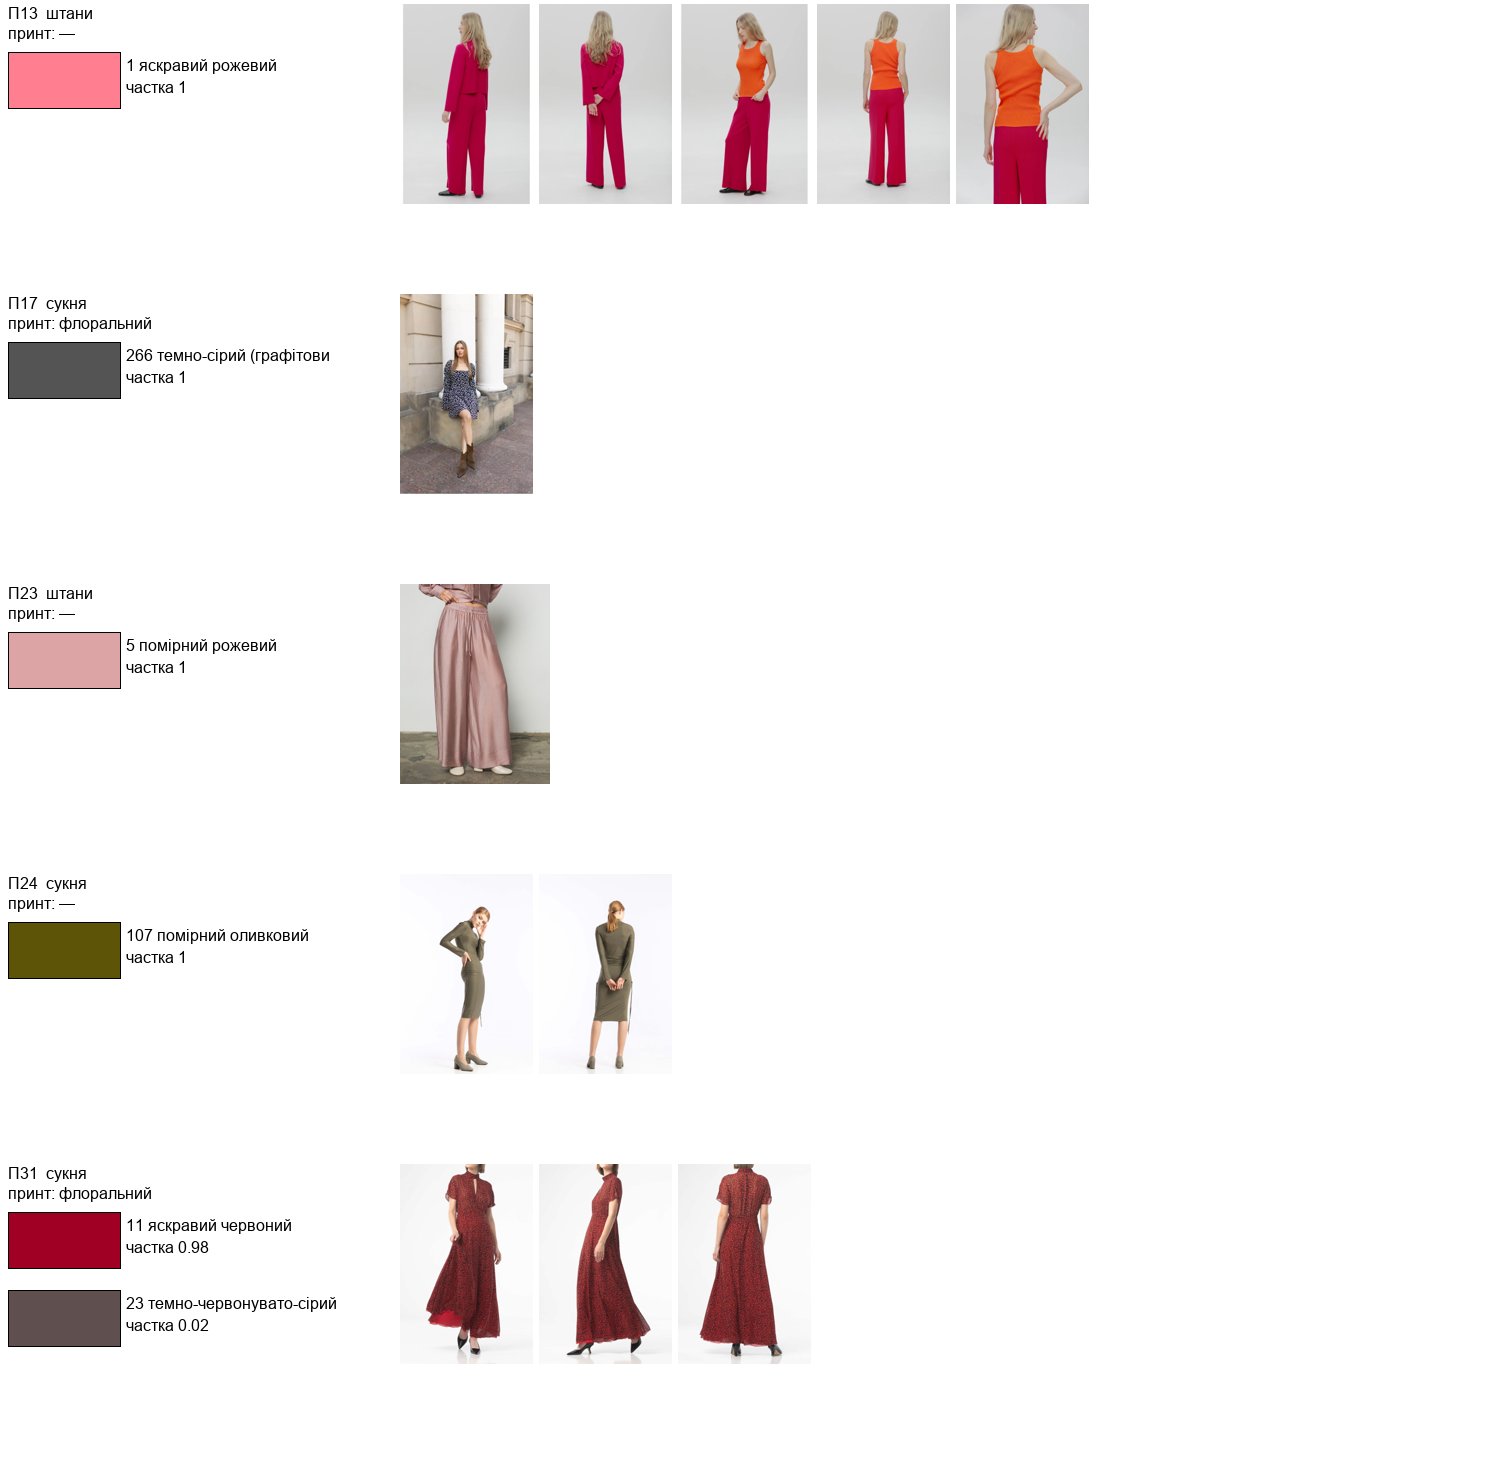 П13 штани
принт: —
1 яскравий рожевий
частка 1
П17 сукня
принт: флоральний
266 темно-сірий (графітови
частка 1
П23 штани
принт: —
5 помірний рожевий
частка 1
П24 сукня
принт: —
107 помірний оливковий
частка 1
П31 сукня
принт: флоральний
11 яскравий червоний
частка 0.98
23 темно-червонувато-сірий
частка 0.02